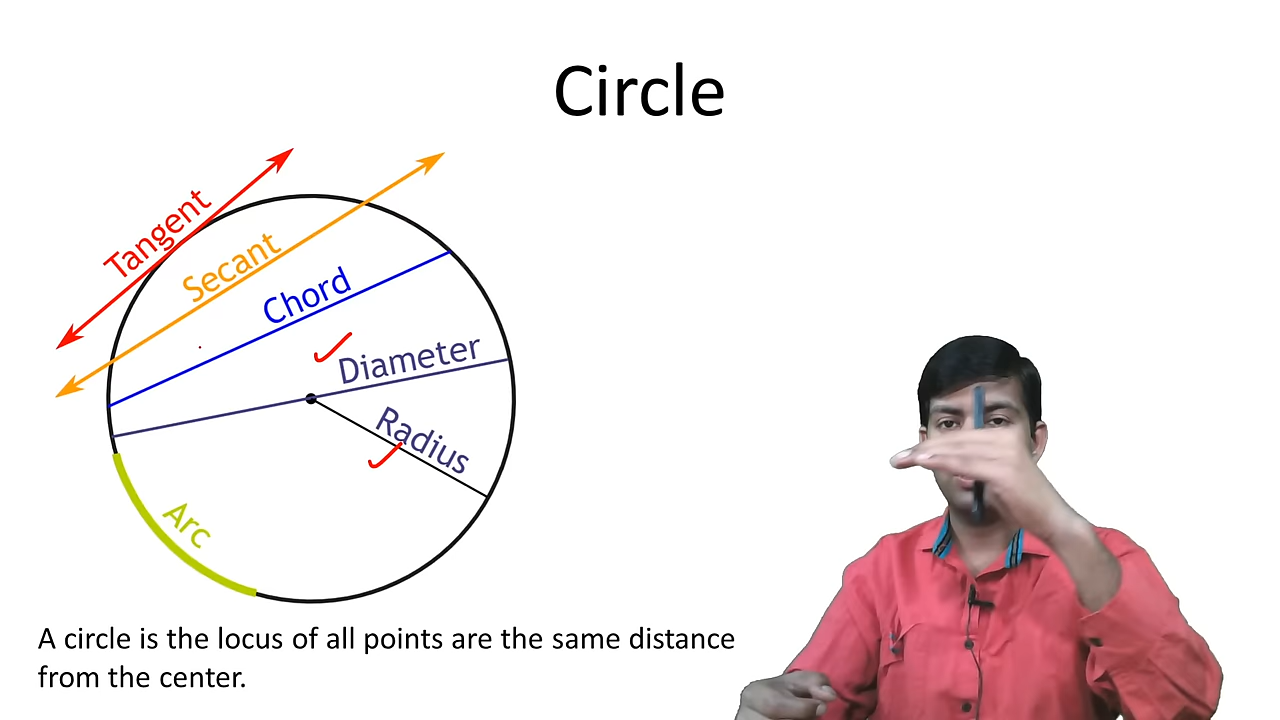 Circle
Tangent
Secant
Chord
Diameter
Radius
Arc
A circle is the locus of all points are the same distance
from the center.